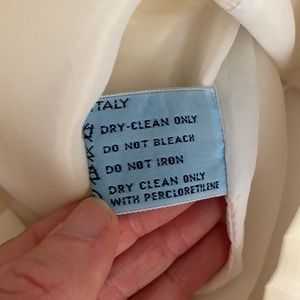 ITALY
DRY-CLEAN ONLY
DO NOT BLEACH
DO NOT IRON
DRY CLEAN ONLY
WITH PERCLORETILENE